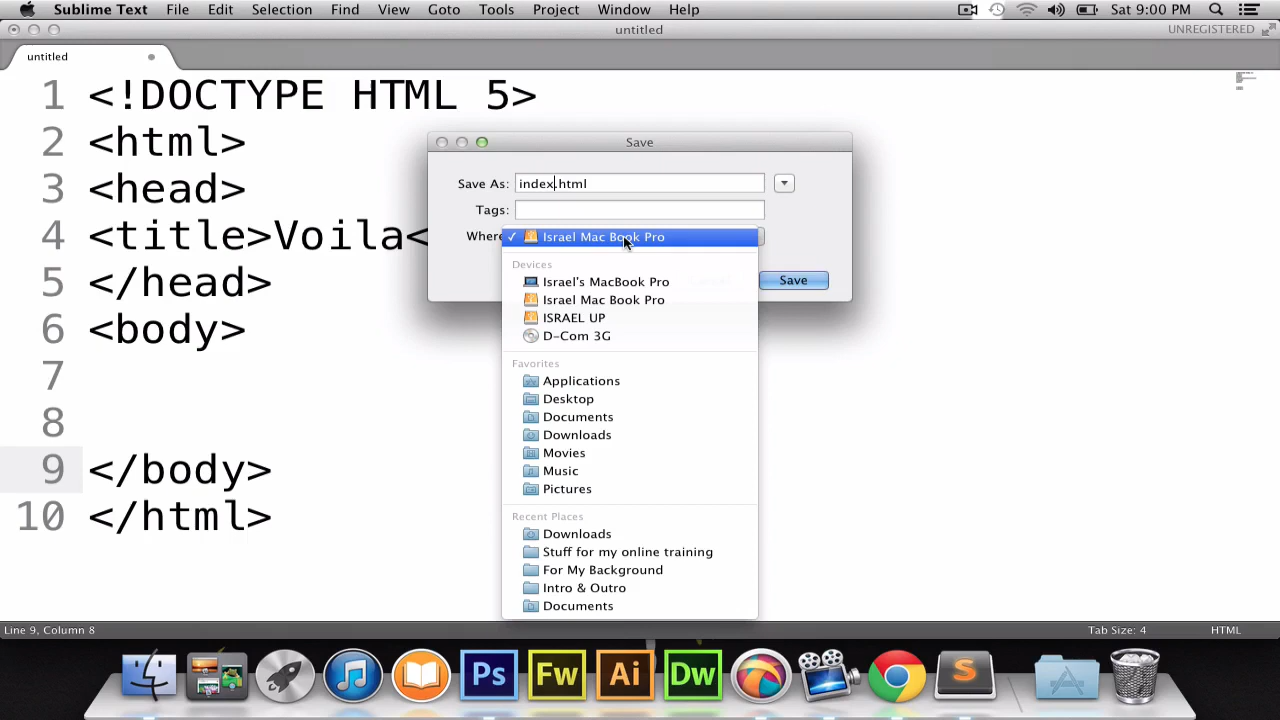 Sublime Text File Edit Selection Find View Goto Tools Project Window Help Sat 9:00 PM
untitled UNREGISTERED
untitled
1 <!DOCTYPE HTML 5>
2 <html>
3 <head>
4 <title>Voila<
5 </head>
6 <body>
7
8
9 </body>
10 </html>
Save
Save As: index.html
Tags:
Where ✓ Israel Mac Book Pro
Devices
Israel's MacBook Pro
Israel Mac Book Pro
ISRAEL UP
D-Com 3G
Save
Favorites
Applications
Desktop
Documents
Downloads
Movies
Music
Pictures
Recent Places
Downloads
Stuff for my online training
For My Background
Intro & Outro
Documents
Line 9, Column 8 Tab Size: 4 HTML
Ps Fw Ai Dw S